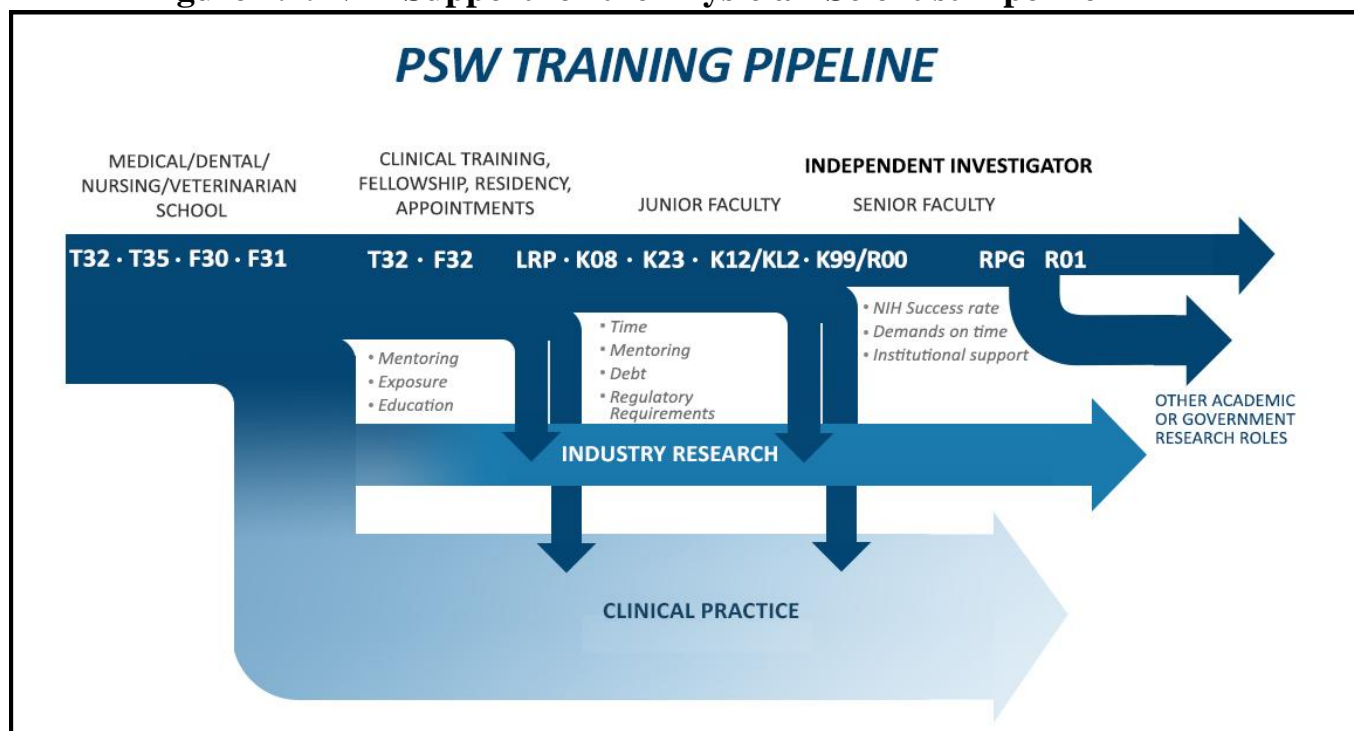 PSW TRAINING PIPELINE
MEDICAL/DENTAL/
NURSING/VETERINARIAN
SCHOOL
CLINICAL TRAINING,
FELLOWSHIP, RESIDENCY,
APPOINTMENTS
JUNIOR FACULTY
INDEPENDENT INVESTIGATOR
SENIOR FACULTY
T32 · T35 · F30 · F31
T32 · F32
LRP · K08 · K23 · K12/KL2 · K99/R00
RPG R01
• Mentoring
• Exposure
• Education
• Time
• Mentoring
• Debt
• Regulatory
Requirements
• NIH Success rate
• Demands on time
• Institutional support
OTHER ACADEMIC
OR GOVERNMENT
RESEARCH ROLES
INDUSTRY RESEARCH
CLINICAL PRACTICE